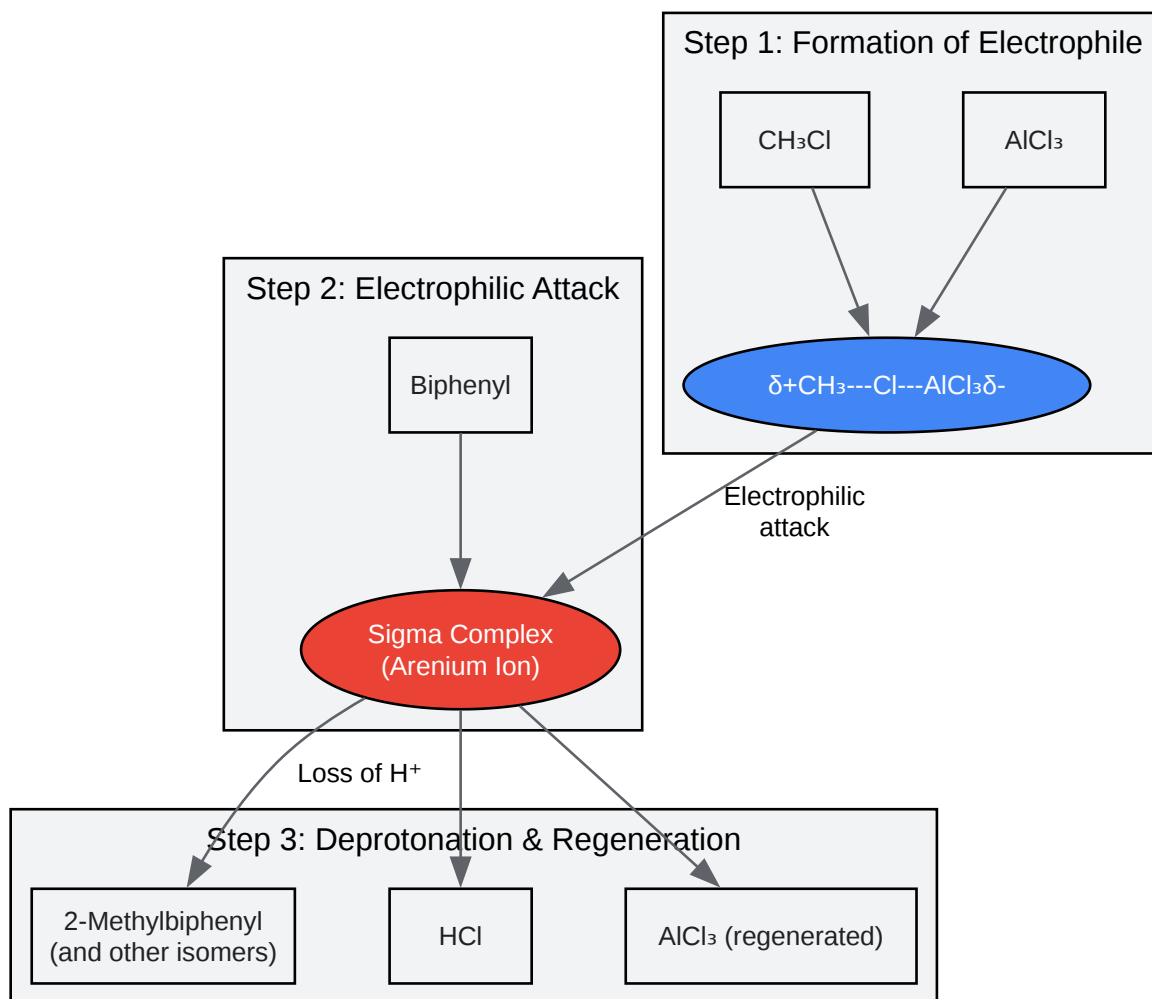 Step 1: Formation of Electrophile
CH₃Cl
AlCl₃
δ+CH₃---Cl---AlCl₃δ-
Step 2: Electrophilic Attack
Biphenyl
Electrophilic
attack
Sigma Complex
(Arenium Ion)
Loss of H⁺
Step 3: Deprotonation & Regeneration
2-Methylbiphenyl
(and other isomers)
HCl
AlCl₃ (regenerated)